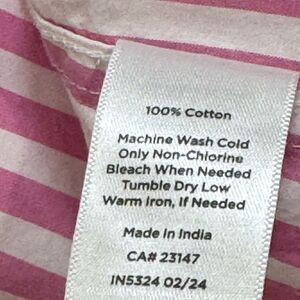 100% Cotton
Machine Wash Cold
Only Non-Chlorine
Bleach When Needed
Tumble Dry Low
Warm Iron, If Needed
Made in India
CA# 23147
IN5324 02/24